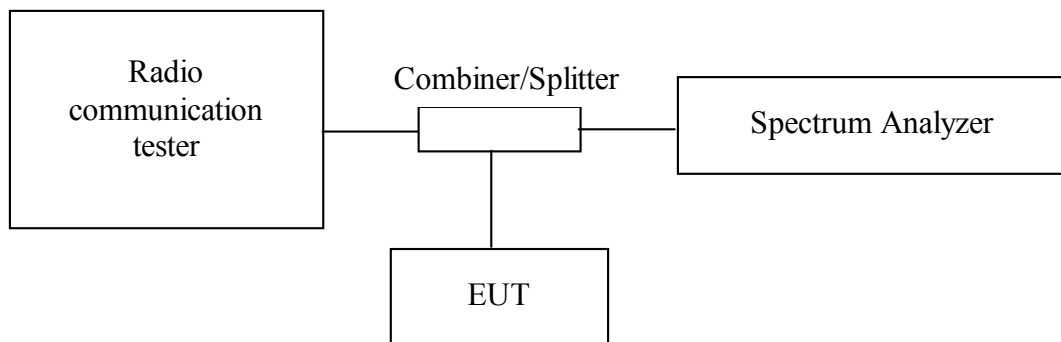 Radio
communication
tester
Combiner/Splitter
Spectrum Analyzer
EUT